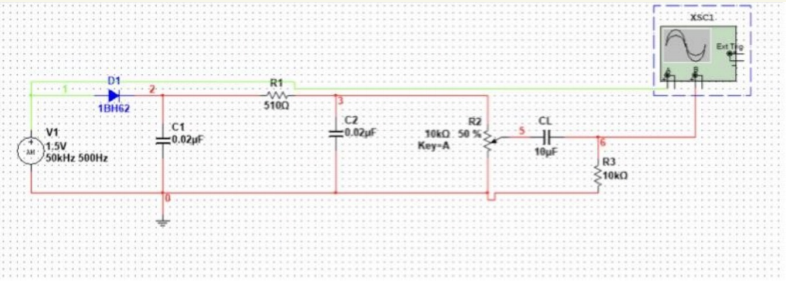 XSC1
Ext Trig
A
B
1
D1
1BH62
2
R1
510Ω
3
V1
AM
1.5V
50kHz 500Hz
C1
0.02µF
C2
0.02µF
R2
10kΩ 50 %
Key=A
5
CL
10µF
6
R3
10kΩ
0